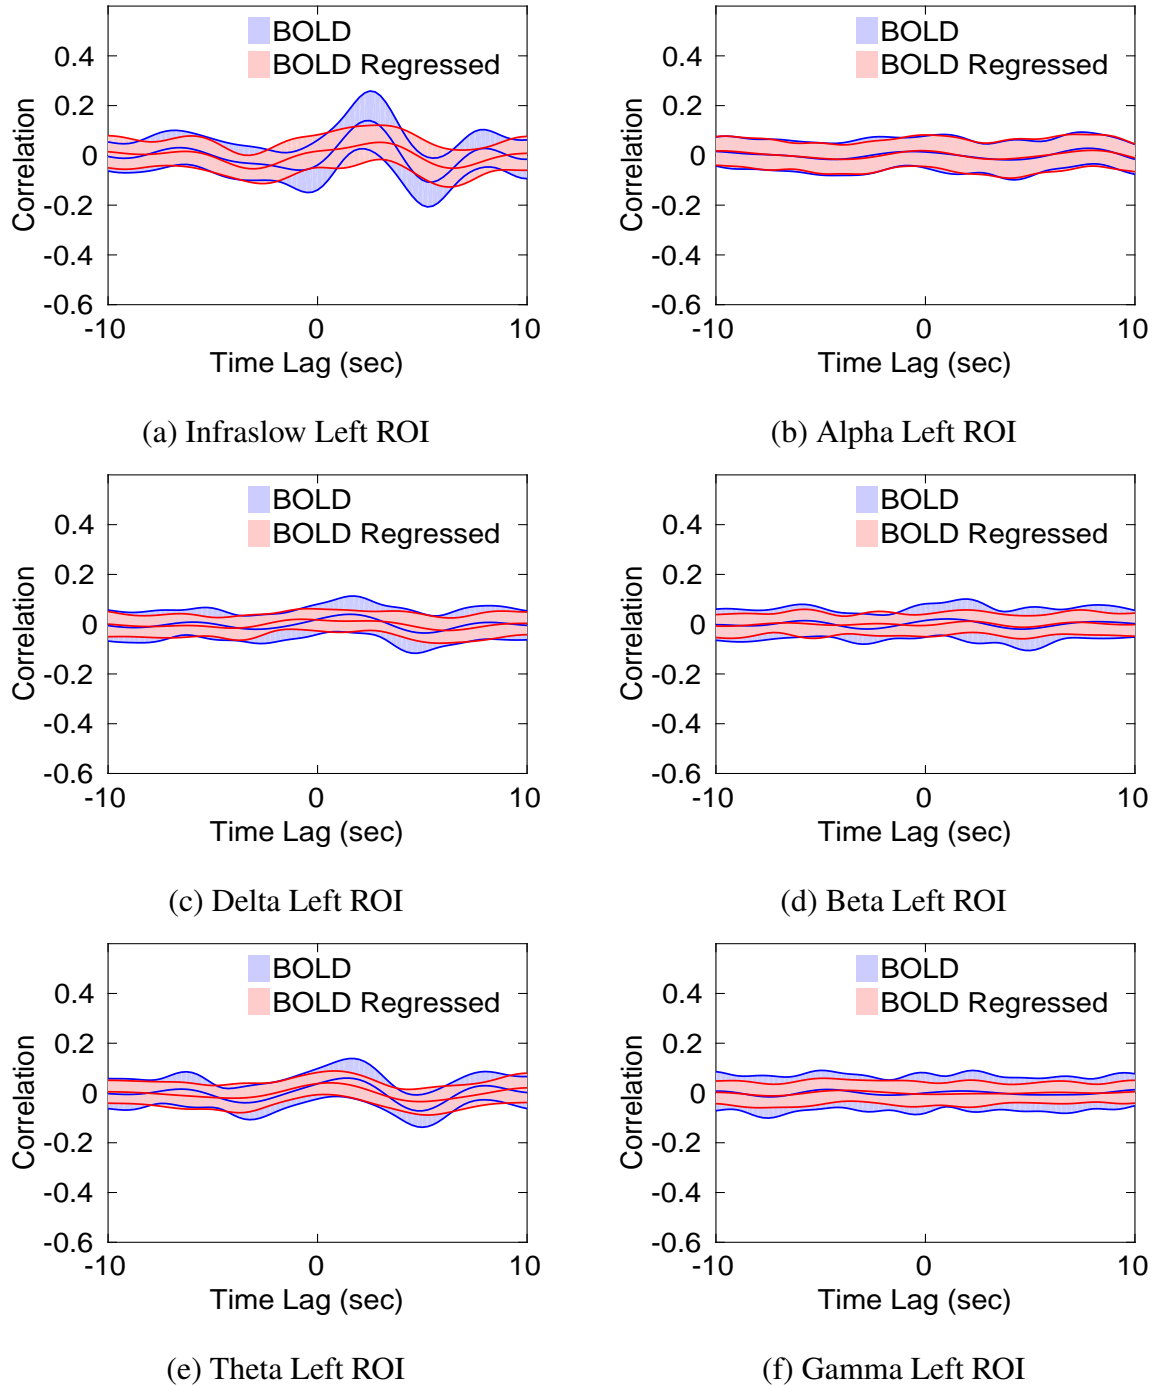 BOLD
BOLD Regressed
0.4
0.2
0
-0.2
-0.4
-0.6
Correlation
-10 0 10
Time Lag (sec)
(a) Infraslow Left ROI
BOLD
BOLD Regressed
0.4
0.2
0
-0.2
-0.4
-0.6
Correlation
-10 0 10
Time Lag (sec)
(b) Alpha Left ROI
BOLD
BOLD Regressed
0.4
0.2
0
-0.2
-0.4
-0.6
Correlation
-10 0 10
Time Lag (sec)
(c) Delta Left ROI
BOLD
BOLD Regressed
0.4
0.2
0
-0.2
-0.4
-0.6
Correlation
-10 0 10
Time Lag (sec)
(d) Beta Left ROI
BOLD
BOLD Regressed
0.4
0.2
0
-0.2
-0.4
-0.6
Correlation
-10 0 10
Time Lag (sec)
(e) Theta Left ROI
BOLD
BOLD Regressed
0.4
0.2
0
-0.2
-0.4
-0.6
Correlation
-10 0 10
Time Lag (sec)
(f) Gamma Left ROI